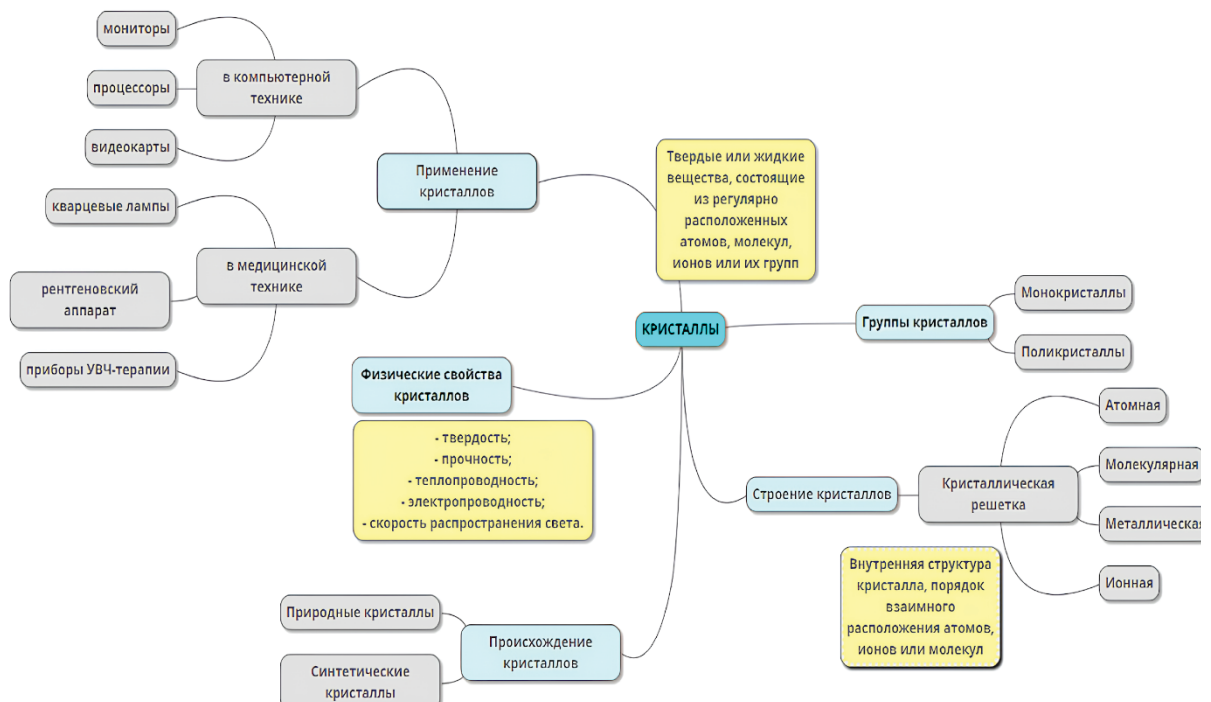 мониторы
процессоры
видеокарты
в компьютерной
технике
кварцевые лампы
рентгеновский
аппарат
приборы УВЧ-терапии
в медицинской
технике
Применение
кристаллов
Твердые или жидкие
вещества, состоящие
из регулярно
расположенных
атомов, молекул,
ионов или их групп
КРИСТАЛЛЫ
Группы кристаллов
Монокристаллы
Поликристаллы
Физические свойства
кристаллов
- твердость;
- прочность;
- теплопроводность;
- электропроводность;
- скорость распространения света.
Строение кристаллов
Кристаллическая
решетка
Атомная
Молекулярная
Металлическая
Ионная
Внутренняя структура
кристалла, порядок
взаимного
расположения атомов,
ионов или молекул
Происхождение
кристаллов
Природные кристаллы
Синтетические
кристаллы